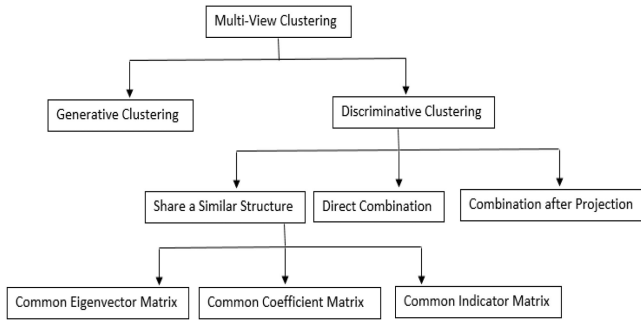 Multi-View Clustering
Generative Clustering
Discriminative Clustering
Share a Similar Structure
Direct Combination
Combination after Projection
Common Eigenvector Matrix
Common Coefficient Matrix
Common Indicator Matrix